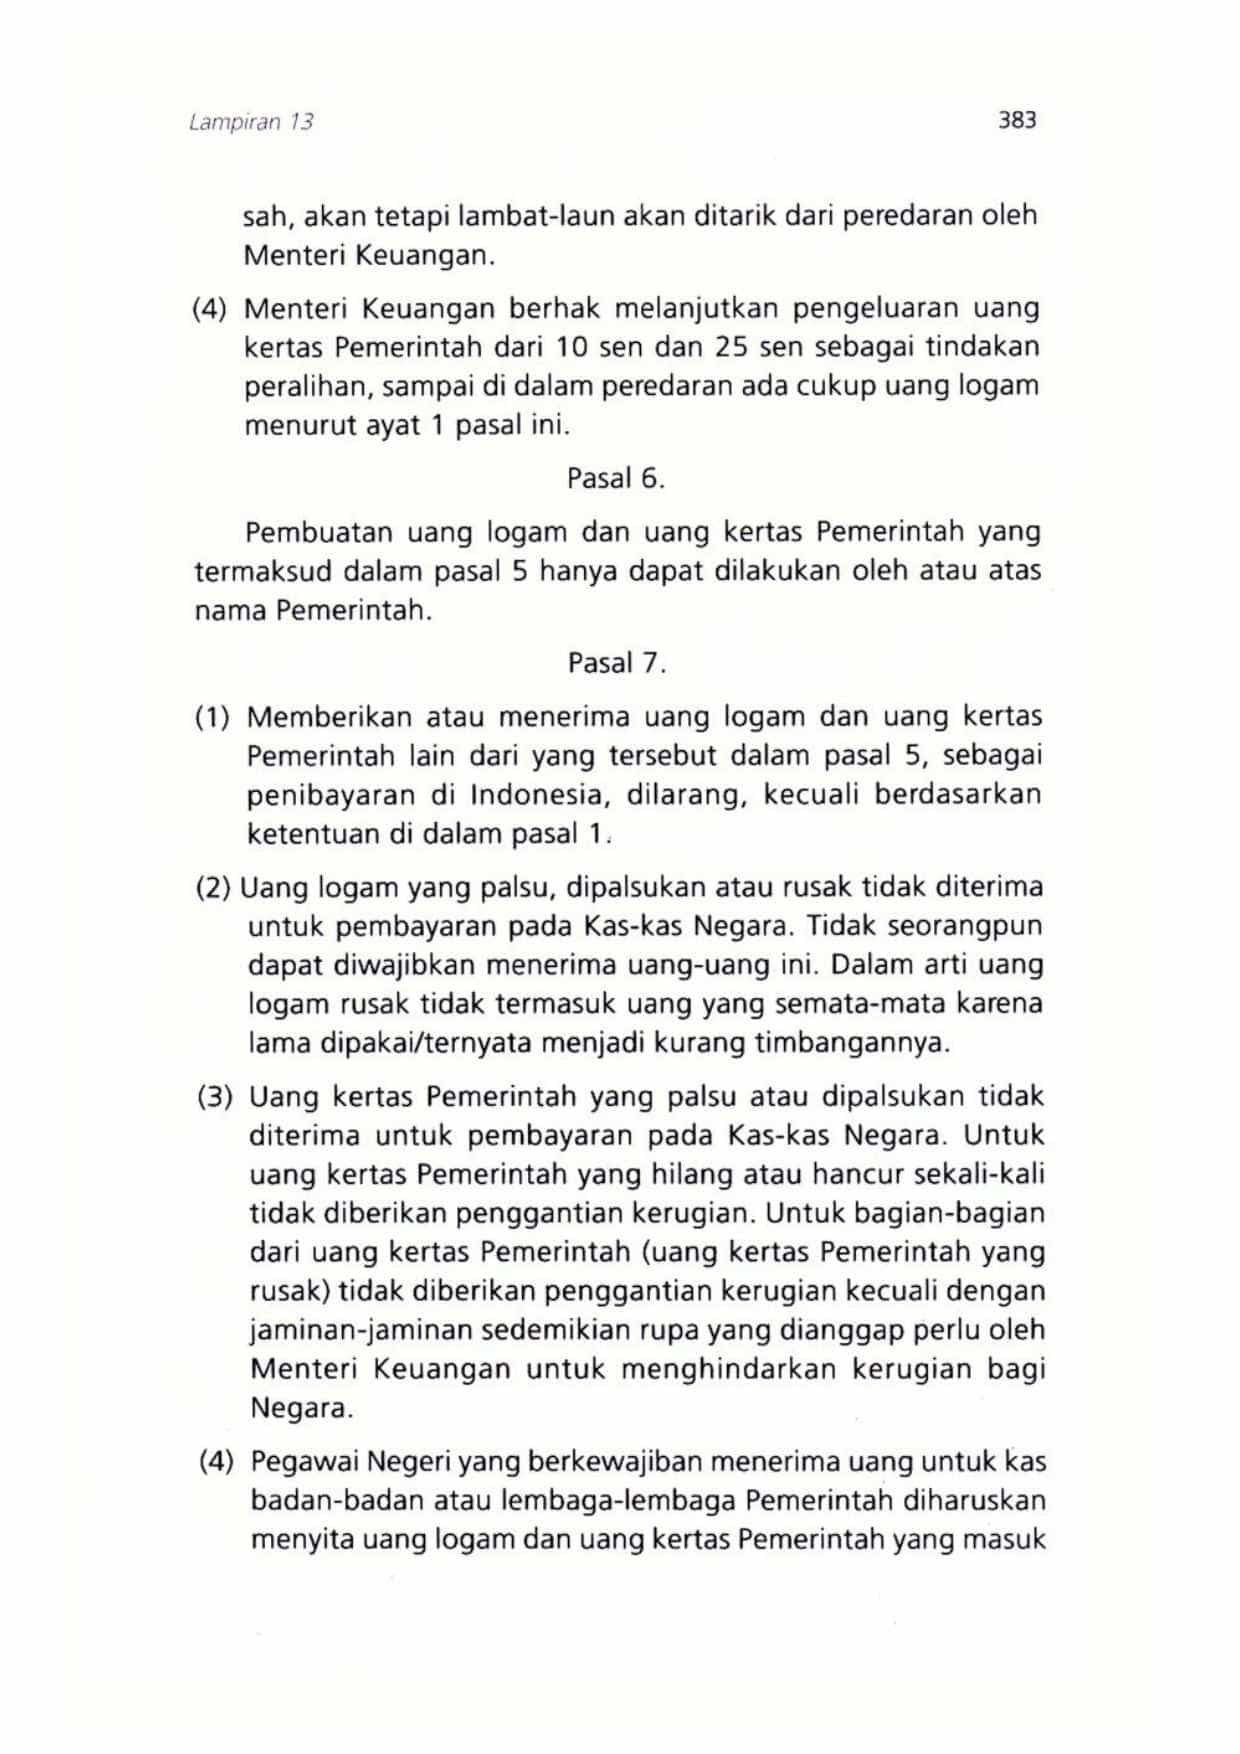 Lampiran 13
383
sah, akan tetapi lambat-laun akan ditarik dari peredaran oleh
Menteri Keuangan.
(4) Menteri Keuangan berhak melanjutkan pengeluaran uang
kertas Pemerintah dari 10 sen dan 25 sen sebagai tindakan
peralihan, sampai di dalam peredaran ada cukup uang logam
menurut ayat 1 pasal ini.
Pasal 6.
Pembuatan uang logam dan uang kertas Pemerintah yang
termaksud dalam pasal 5 hanya dapat dilakukan oleh atau atas
nama Pemerintah.
Pasal 7.
(1) Memberikan atau menerima uang logam dan uang kertas
Pemerintah lain dari yang tersebut dalam pasal 5, sebagai
penibayaran di Indonesia, dilarang, kecuali berdasarkan
ketentuan di dalam pasal 1.
(2) Uang logam yang palsu, dipalsukan atau rusak tidak diterima
untuk pembayaran pada Kas-kas Negara. Tidak seorangpun
dapat diwajibkan menerima uang-uang ini. Dalam arti uang
logam rusak tidak termasuk uang yang semata-mata karena
lama dipakai/ternyata menjadi kurang timbangannya.
(3) Uang kertas Pemerintah yang palsu atau dipalsukan tidak
diterima untuk pembayaran pada Kas-kas Negara. Untuk
uang kertas Pemerintah yang hilang atau hancur sekali-kali
tidak diberikan penggantian kerugian. Untuk bagian-bagian
dari uang kertas Pemerintah (uang kertas Pemerintah yang
rusak) tidak diberikan penggantian kerugian kecuali dengan
jaminan-jaminan sedemikian rupa yang dianggap perlu oleh
Menteri Keuangan untuk menghindarkan kerugian bagi
Negara.
(4) Pegawai Negeri yang berkewajiban menerima uang untuk kas
badan-badan atau lembaga-lembaga Pemerintah diharuskan
menyita uang logam dan uang kertas Pemerintah yang masuk